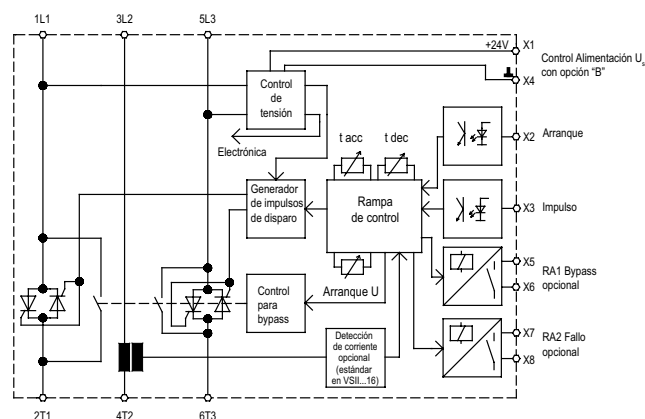 1L1
3L2
5L3
+24V
X1
Control Alimentación Us
con opción "B"
X4
Control
de
tensión
Electrónica
t acc
t dec
X2
Arranque
Generador
de impulsos
de disparo
Rampa
de control
X3
Impulso
Arranque U
X5
RA1 Bypass
opcional
X6
Control
para
bypass
Detección
de corriente
opcional
(estándar
en VSII...16)
X7
RA2 Fallo
opcional
X8
2T1
4T2
6T3